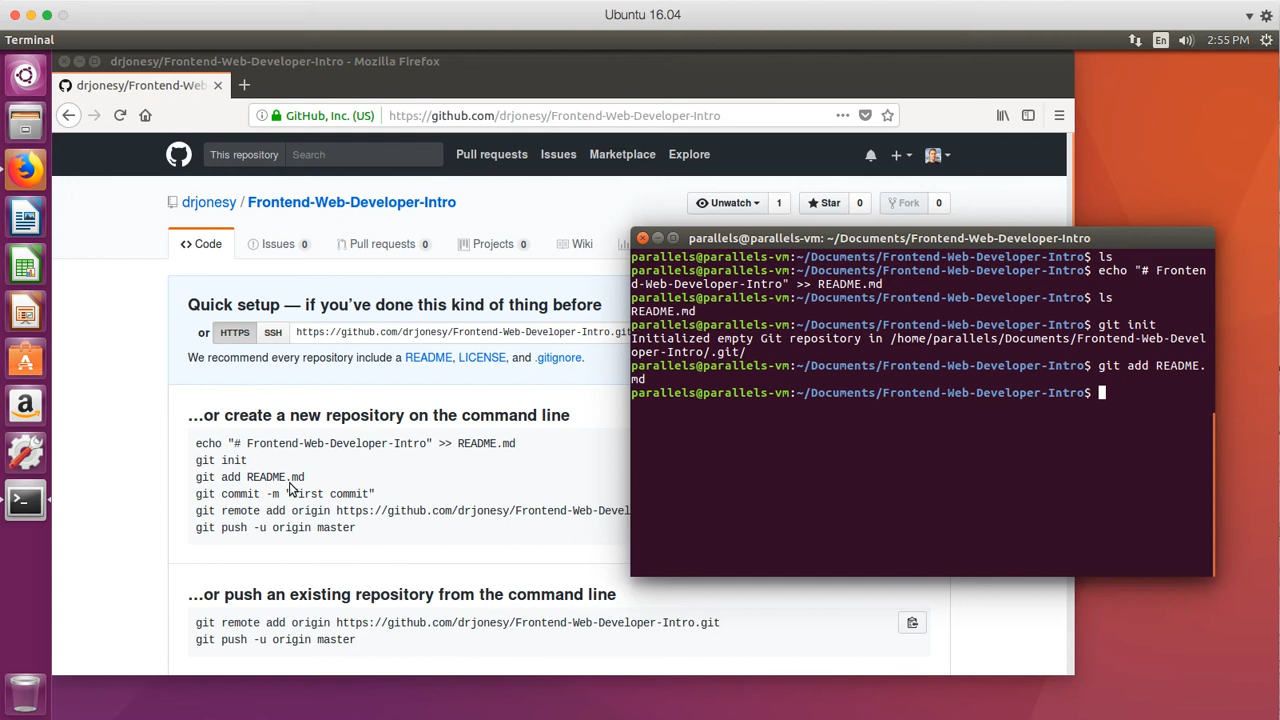 Ubuntu 16.04
Terminal
En
2:55 PM
drjonesy/Frontend-Web-Developer-Intro - Mozilla Firefox
drjonesy/Frontend-Web
GitHub, Inc. (US)
https://github.com/drjonesy/Frontend-Web-Developer-Intro
This repository
Search
Pull requests
Issues
Marketplace
Explore
drjonesy / Frontend-Web-Developer-Intro
Unwatch
1
Star
0
Fork
0
Code
Issues 0
Pull requests 0
Projects 0
Wiki
Quick setup — if you've done this kind of thing before
or
HTTPS
SSH
https://github.com/drjonesy/Frontend-Web-Developer-Intro.git
We recommend every repository include a README, LICENSE, and .gitignore.
…or create a new repository on the command line
echo "# Frontend-Web-Developer-Intro" >> README.md
git init
git add README.md
git commit -m "first commit"
git remote add origin https://github.com/drjonesy/Frontend-Web-Devel
git push -u origin master
…or push an existing repository from the command line
git remote add origin https://github.com/drjonesy/Frontend-Web-Developer-Intro.git
git push -u origin master
parallels@parallels-vm: ~/Documents/Frontend-Web-Developer-Intro
parallels@parallels-vm:~/Documents/Frontend-Web-Developer-Intro$ ls
parallels@parallels-vm:~/Documents/Frontend-Web-Developer-Intro$ echo "# Fronten
d-Web-Developer-Intro" >> README.md
parallels@parallels-vm:~/Documents/Frontend-Web-Developer-Intro$ ls
README.md
parallels@parallels-vm:~/Documents/Frontend-Web-Developer-Intro$ git init
Initialized empty Git repository in /home/parallels/Documents/Frontend-Web-Devel
oper-Intro/.git/
parallels@parallels-vm:~/Documents/Frontend-Web-Developer-Intro$ git add README.
md
parallels@parallels-vm:~/Documents/Frontend-Web-Developer-Intro$